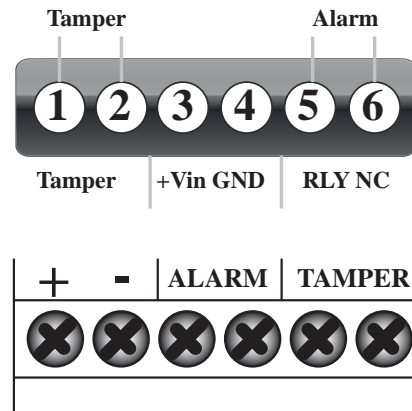 Tamper Alarm
1 2 3 4 5 6
Tamper +Vin GND RLY NC
+ - ALARM TAMPER